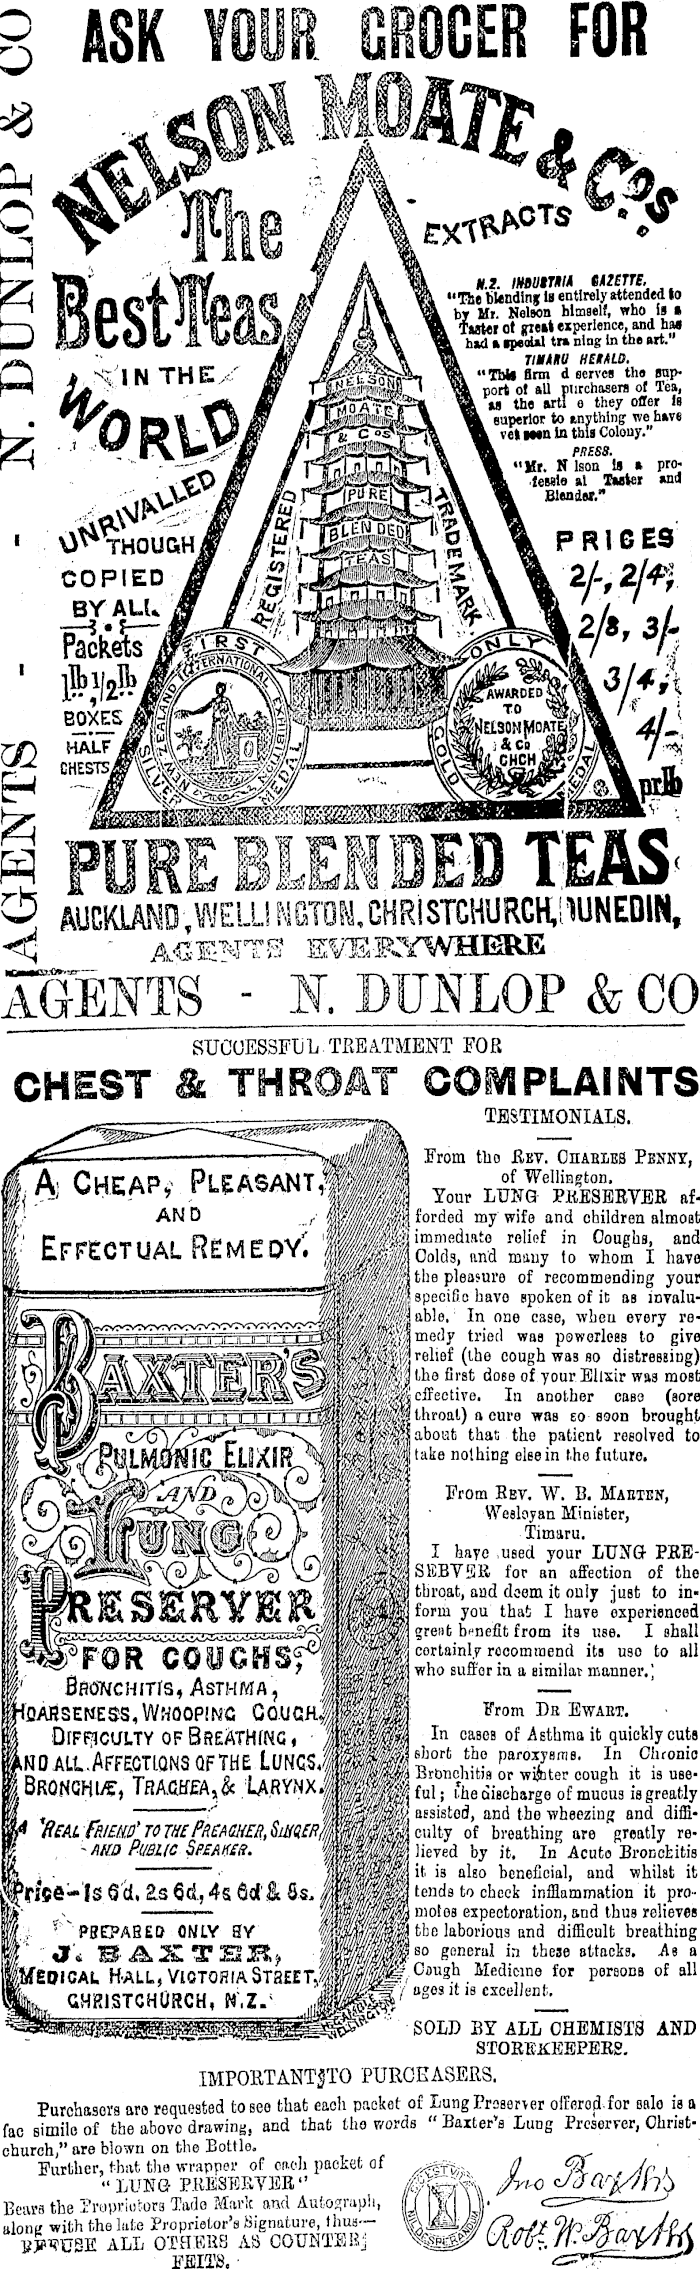 ASK YOUR GROCER FOR
N. DUNLOP & CO
AGENTS -
NELSON MOATE & Co's.
The
Best Teas
IN THE
WORLD
UNRIVALLED
THOUGH
COPIED
BY ALL.
Packets
1lb, 1/2lb
BOXES
HALF
CHESTS
EXTRACTS
N.Z. INDUSTRIA GAZETTE.
"The blending is entirely attended to
by Mr. Nelson himself, who is a
Taster of great experience, and has
had a special tra ning in the art."
TIMARU HERALD.
"This firm d serves the sup-
port of all purchasers of Tea,
as the arti e they offer is
superior to anything we have
yet seen in this Colony."
PRESS.
"Mr. N lson is a pro-
fessio al Taster and
Blender."
PRICES
2/-, 2/4,
2/8, 3/-
3/4,
4/-
pr lb
NELSON
MOATE
& Cos
PURE
BLENDED
TEAS
REGISTERED
TRADEMARK.
FIRST
NEW ZEALAND INTERNATIONAL EXHIBITION
SILVER MEDAL
ONLY
AWARDED
TO
NELSON MOATE
& Co
CHCH
GOLD MEDAL
PURE BLENDED TEAS
AUCKLAND, WELLINGTON, CHRISTCHURCH, DUNEDIN,
AGENTS EVERYWHERE
AGENTS - N. DUNLOP & CO
SUCCESSFUL TREATMENT FOR
CHEST & THROAT COMPLAINTS
A CHEAP, PLEASANT,
AND
EFFECTUAL REMEDY.
BAXTER'S
PULMONIC ELIXIR
AND
LUNG
PRESERVER
FOR COUGHS,
BRONCHITIS, ASTHMA,
HOARSENESS, WHOOPING COUGH.
DIFFICULTY OF BREATHING,
AND ALL AFFECTIONS OF THE LUNGS.
BRONCHIÆ, TRACHEA, & LARYNX.
A 'REAL FRIEND' TO THE PREACHER, SINGER,
AND PUBLIC SPEAKER.
Price - 1s 6d, 2s 6d, 4s 6d & 8s.
PREPARED ONLY BY
J. BAXTER,
MEDICAL HALL, VICTORIA STREET,
CHRISTCHURCH, N.Z.
WELLINGTON
TESTIMONIALS.
From the REV. CHARLES PENNY,
of Wellington.
Your LUNG PRESERVER af-
forded my wife and children almost
immediate relief in Coughs, and
Colds, and many to whom I have
the pleasure of recommending your
specific have spoken of it as invalu-
able. In one case, when every re-
medy tried was powerless to give
relief (the cough was so distressing)
the first dose of your Elixir was most
effective. In another case (sore
throat) a cure was so soon brought
about that the patient resolved to
take nothing else in the future.
From REV. W. B. MARTEN,
Wesleyan Minister,
Timaru.
I have used your LUNG PRE-
SERVER for an affection of the
throat, and deem it only just to in-
form you that I have experienced
great benefit from its use. I shall
certainly recommend its use to all
who suffer in a similar manner.
From DR EWART.
In cases of Asthma it quickly cuts
short the paroxysms. In Chronic
Bronchitis or winter cough it is use-
ful; the discharge of mucus is greatly
assisted, and the wheezing and diffi-
culty of breathing are greatly re-
lieved by it. In Acute Bronchitis
it is also beneficial, and whilst it
tends to check infflammation it pro-
motes expectoration, and thus relieves
the laborious and difficult breathing
so general in these attacks. As a
Cough Medicine for persons of all
ages it is excellent.
SOLD BY ALL CHEMISTS AND
STOREKEEPERS.
IMPORTANT TO PURCHASERS.
Purchasers are requested to see that each packet of Lung Preserver offered for sale is a
fac simile of the above drawing, and that the words "Baxter's Lung Preserver, Christ-
church," are blown on the Bottle.
Further, that the wrapper of each packet of
"LUNG PRESERVER"
Bears the Proprietors Tade Mark and Autograph,
along with the late Proprietor's Signature, thus—
REFUSE ALL OTHERS AS COUNTER-
FEITS.
NIL DESPERANDUM
Jno Baxter
Robt. W. Baxter